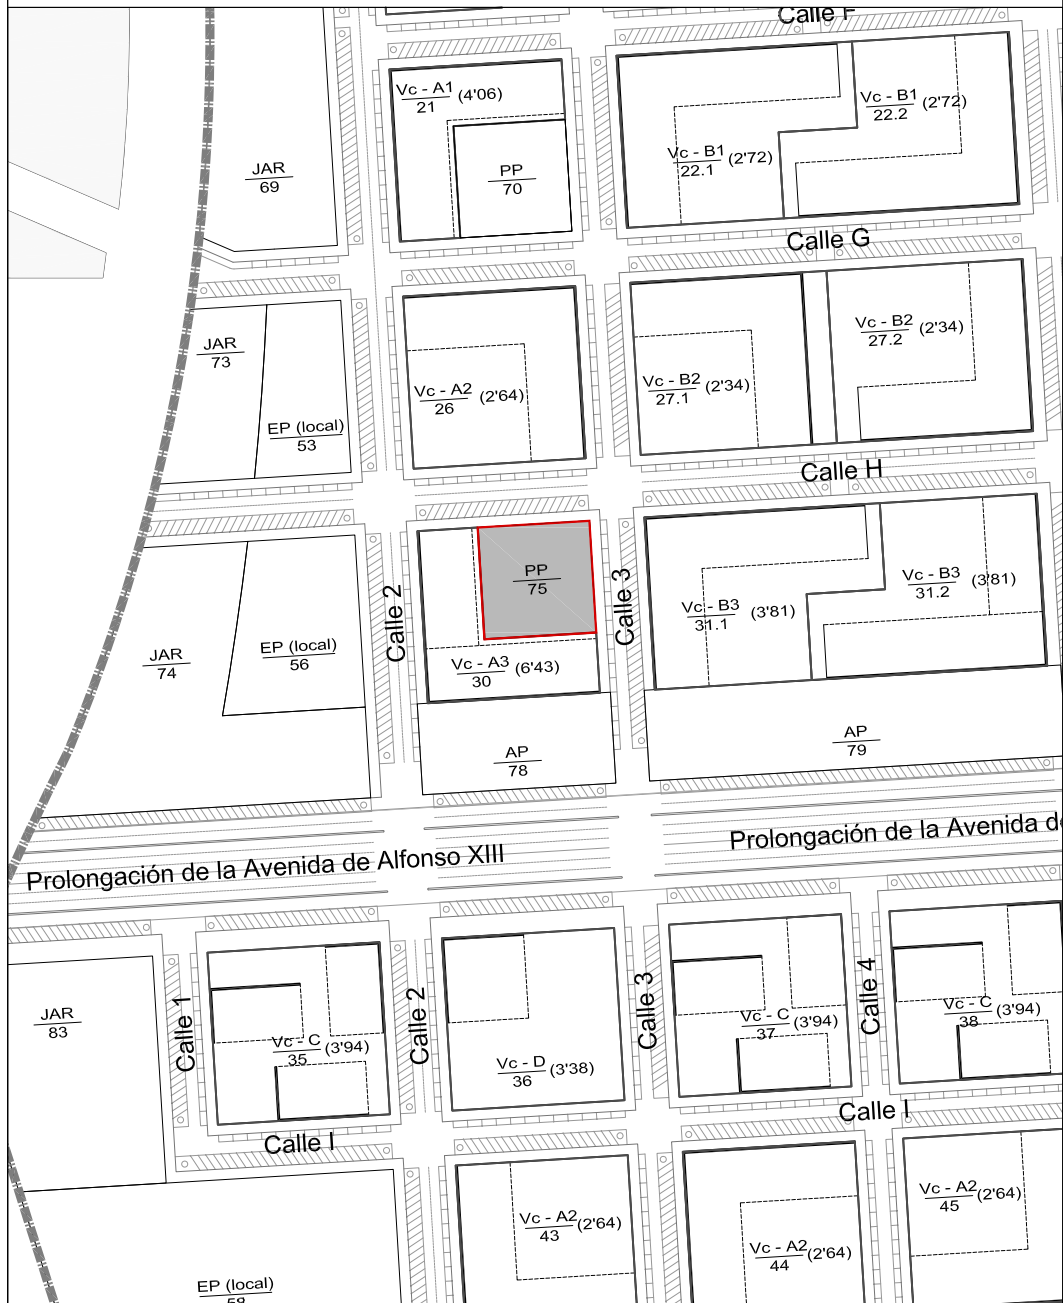 Calle F
Vc - A1 (4'06)
21
Vc - B1 (2'72)
22.2
Vc - B1 (2'72)
22.1
JAR
69
PP
70
Calle G
JAR
73
Vc - B2 (2'34)
27.2
Vc - A2 (2'64)
26
Vc - B2 (2'34)
27.1
EP (local)
53
Calle H
PP
75
Calle 2
Calle 3
Vc - B3 (3'81)
31.1
Vc - B3 (3'81)
31.2
JAR
74
EP (local)
56
Vc - A3 (6'43)
30
AP
78
AP
79
Prolongación de la Avenida de Alfonso XIII
Prolongación de la Avenida
JAR
83
Calle 1
Vc - C (3'94)
35
Calle 2
Vc - D (3'38)
36
Calle 3
Vc - C (3'94)
37
Calle 4
Vc - C (3'94)
38
Calle I
Calle I
Vc - A2 (2'64)
43
Vc - A2 (2'64)
44
Vc - A2 (2'64)
45
EP (local)